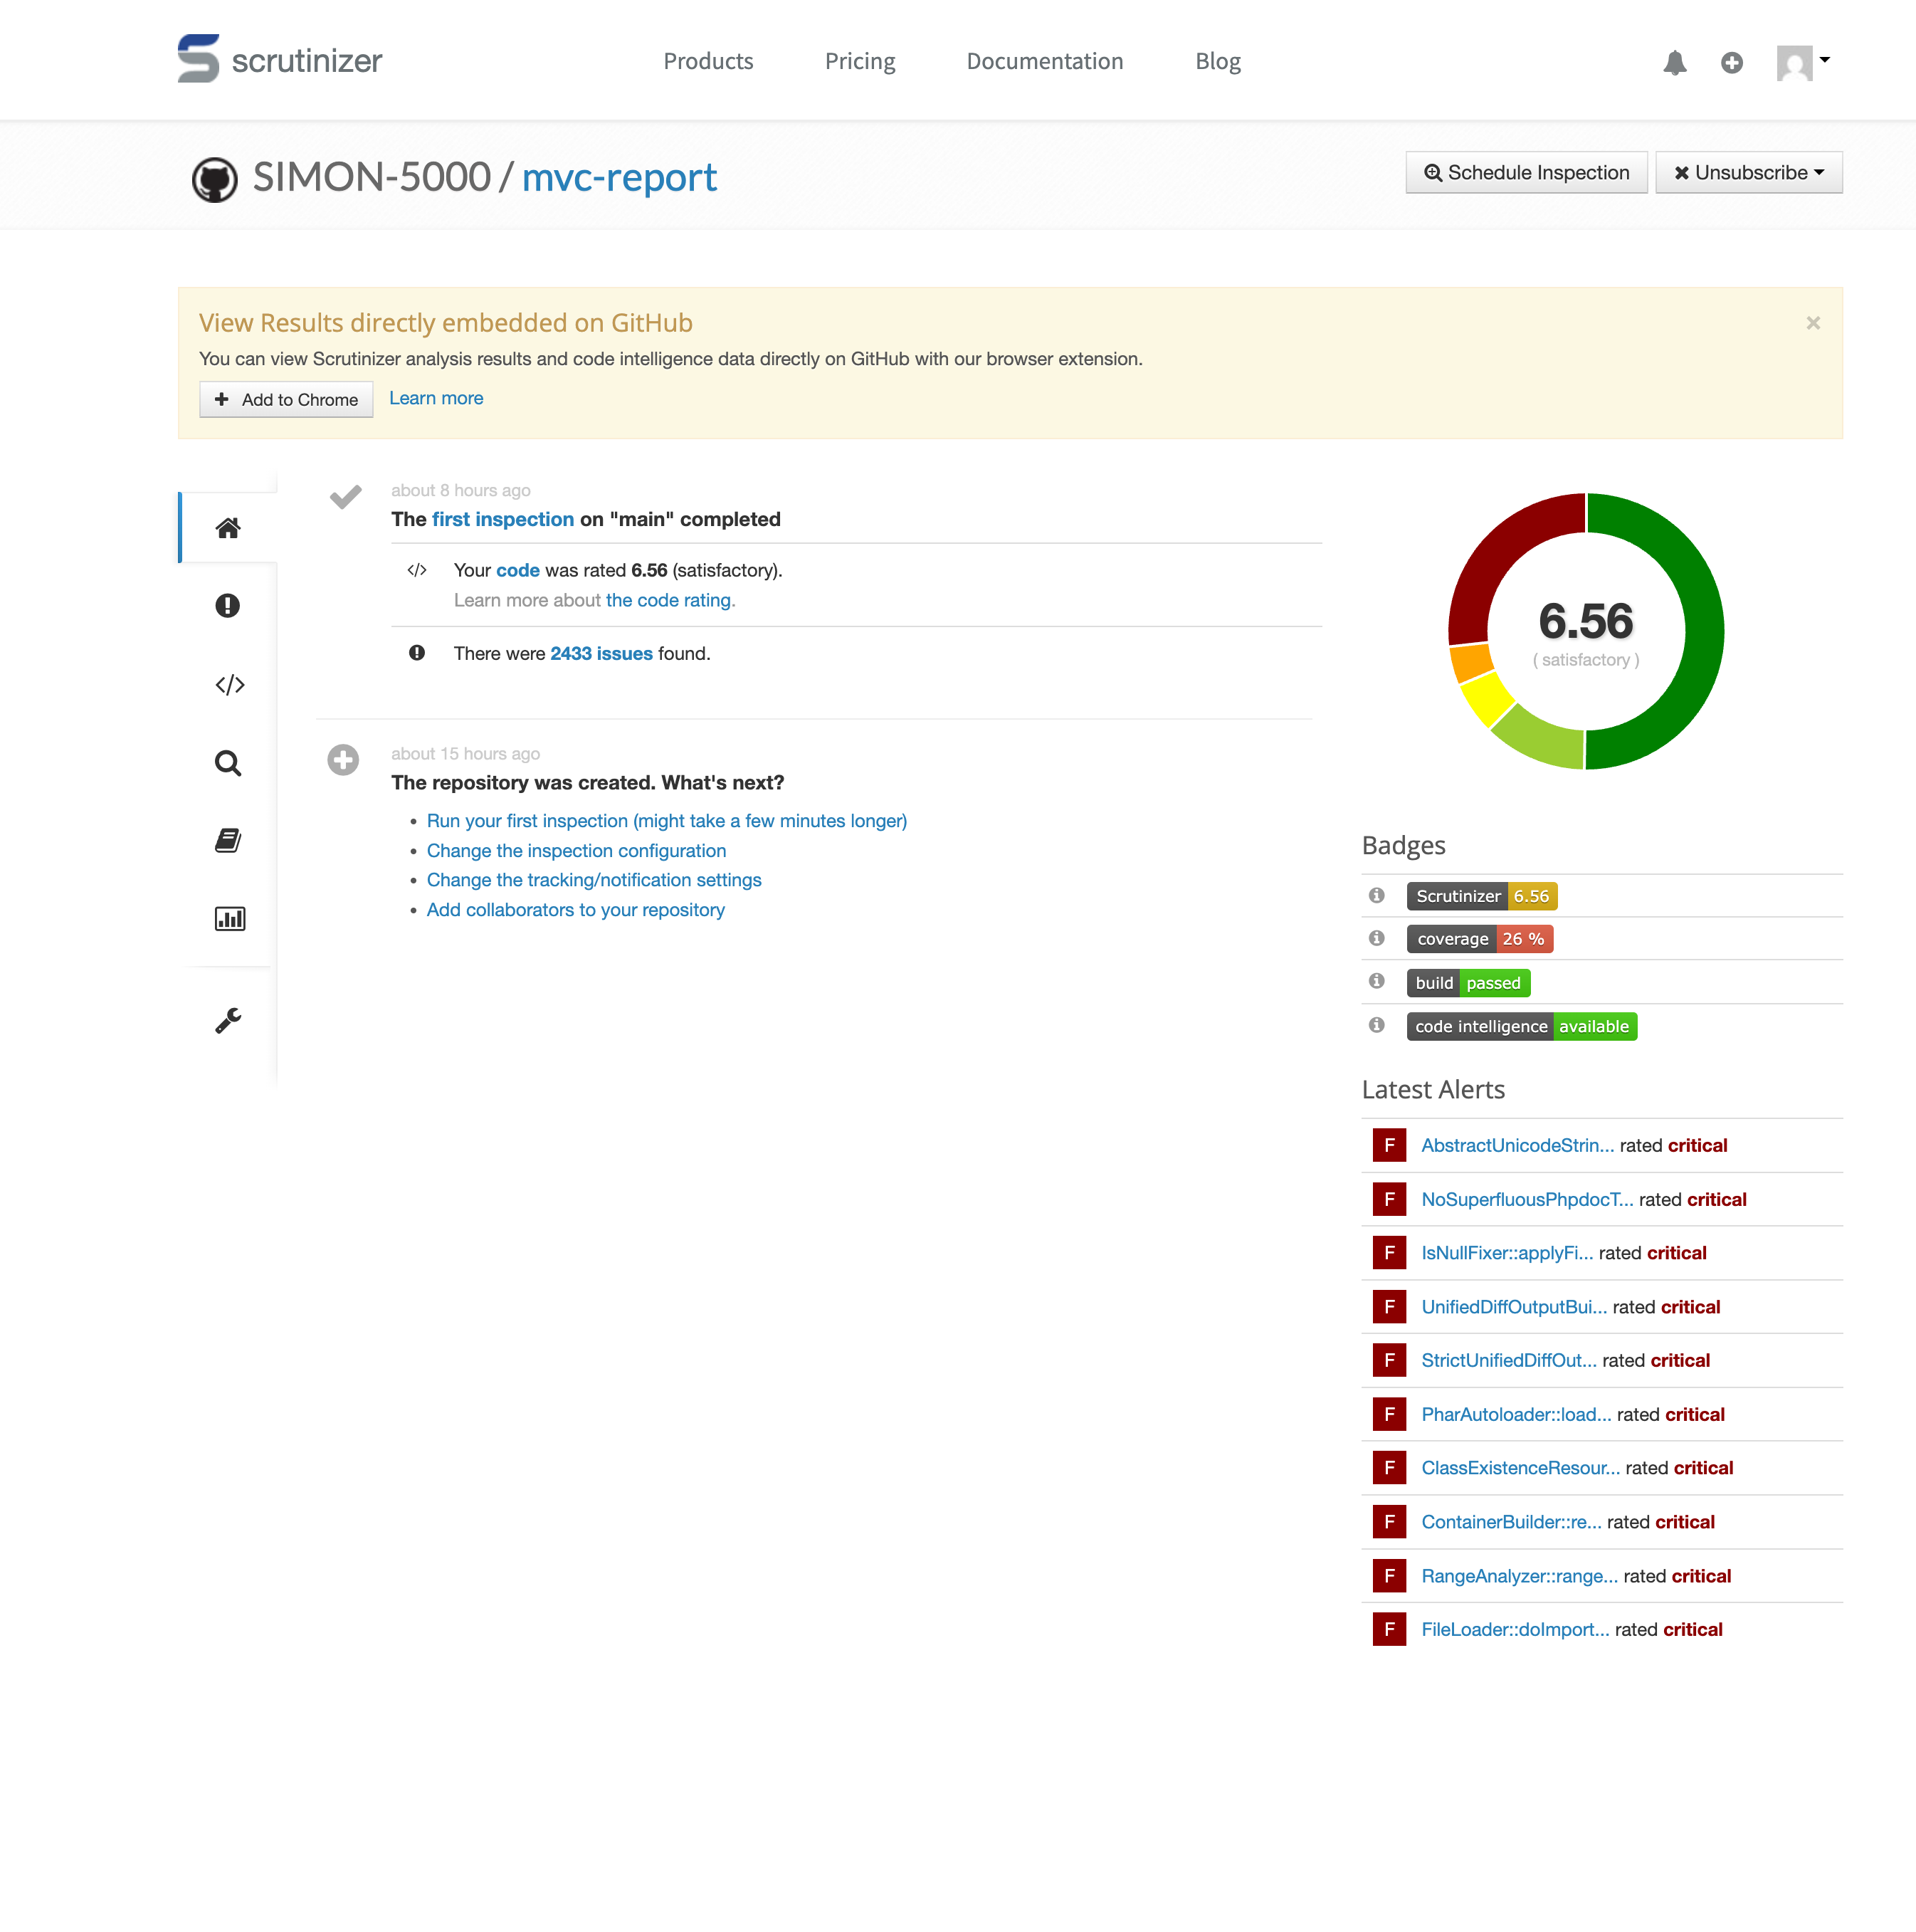 scrutinizer
Products Pricing Documentation Blog
SIMON-5000 / mvc-report
Schedule Inspection
Unsubscribe
View Results directly embedded on GitHub
You can view Scrutinizer analysis results and code intelligence data directly on GitHub with our browser extension.
Add to Chrome Learn more
about 8 hours ago
The first inspection on "main" completed
Your code was rated 6.56 (satisfactory).
Learn more about the code rating.
There were 2433 issues found.
about 15 hours ago
The repository was created. What's next?
• Run your first inspection (might take a few minutes longer)
• Change the inspection configuration
• Change the tracking/notification settings
• Add collaborators to your repository
6.56
( satisfactory )
Badges
Scrutinizer 6.56
coverage 26 %
build passed
code intelligence available
Latest Alerts
F AbstractUnicodeStrin... rated critical
F NoSuperfluousPhpdocT... rated critical
F IsNullFixer::applyFi... rated critical
F UnifiedDiffOutputBui... rated critical
F StrictUnifiedDiffOut... rated critical
F PharAutoloader::load... rated critical
F ClassExistenceResour... rated critical
F ContainerBuilder::re... rated critical
F RangeAnalyzer::range... rated critical
F FileLoader::doImport... rated critical